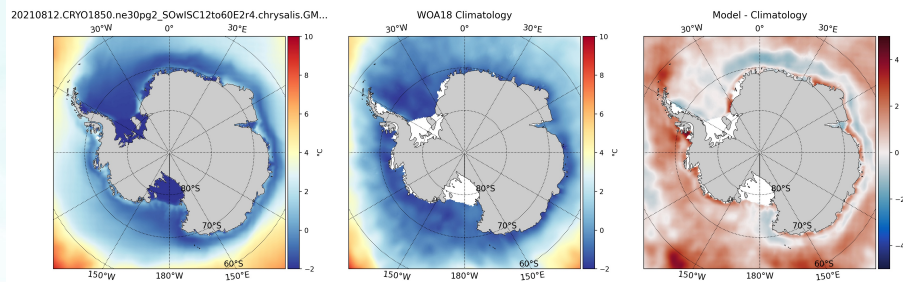 20210812.CRYO1850.ne30pg2_SOwISC12to60E2r4.chrysalis.GM...
30°W 0° 30°E
10
8
6
4
2
0
−2
°C
80°S
70°S
60°S
150°W 180°W 150°E
WOA18 Climatology
30°W 0° 30°E
10
8
6
4
2
0
−2
°C
80°S
70°S
60°S
150°W 180°W 150°E
Model - Climatology
30°W 0° 30°E
4
2
0
−2
80°S
70°S
60°S
150°W 180°W 150°E